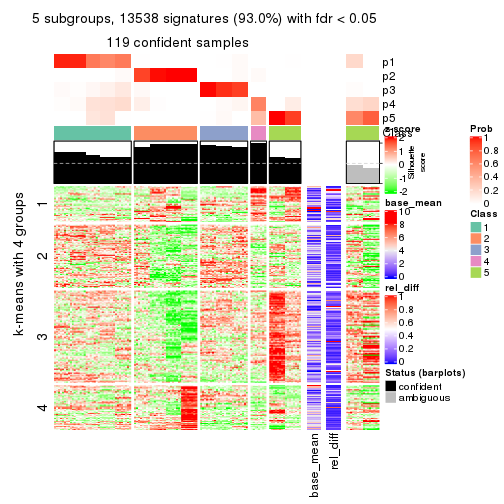 5 subgroups, 13538 signatures (93.0%) with fdr < 0.05
119 confident samples
p1
p2
p3
p4
p5
Class
Silhouette
score
1
2
3
4
k-means with 4 groups
base_mean
rel_diff
z-score
2
1
0
-1
-2
base_mean
10
8
6
4
2
0
rel_diff
1
0.8
0.6
0.4
0.2
0
Status (barplots)
confident
ambiguous
Prob
1
0.8
0.6
0.4
0.2
0
Class
1
2
3
4
5